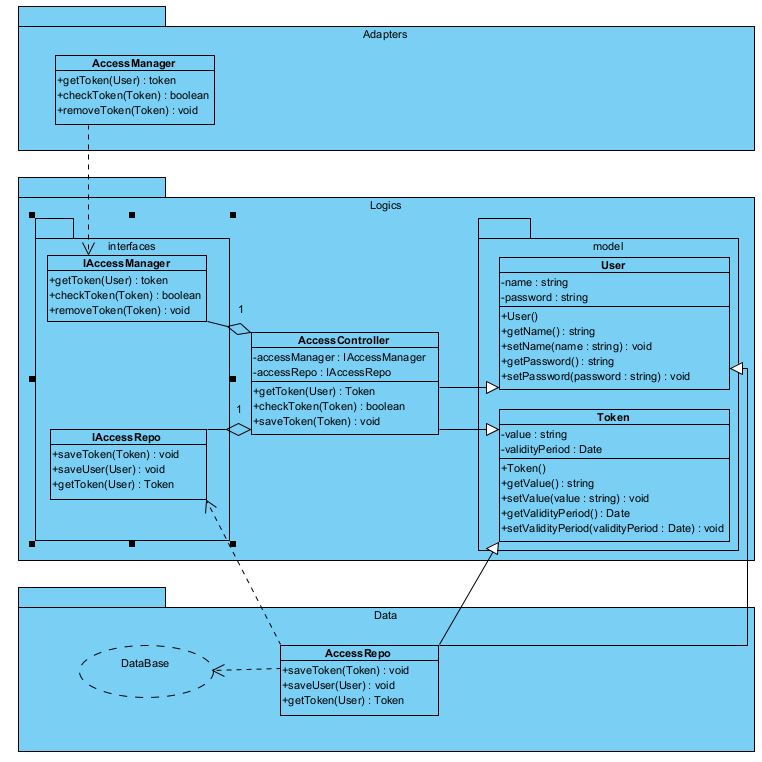 Adapters
AccessManager
+getToken(User) : token
+checkToken(Token) : boolean
+removeToken(Token) : void
Logics
interfaces
IAccessManager
+getToken(User) : token
+checkToken(Token) : boolean
+removeToken(Token) : void
1
AccessController
-accessManager : IAccessManager
-accessRepo : IAccessRepo
+getToken(User) : Token
+checkToken(Token) : boolean
+saveToken(Token) : void
1
IAccessRepo
+saveToken(Token) : void
+saveUser(User) : void
+getToken(User) : Token
model
User
-name : string
-password : string
+User()
+getName() : string
+setName(name : string) : void
+getPassword() : string
+setPassword(password : string) : void
Token
-value : string
-validityPeriod : Date
+Token()
+getValue() : string
+setValue(value : string) : void
+getValidityPeriod() : Date
+setValidityPeriod(validityPeriod : Date) : void
Data
DataBase
AccessRepo
+saveToken(Token) : void
+saveUser(User) : void
+getToken(User) : Token